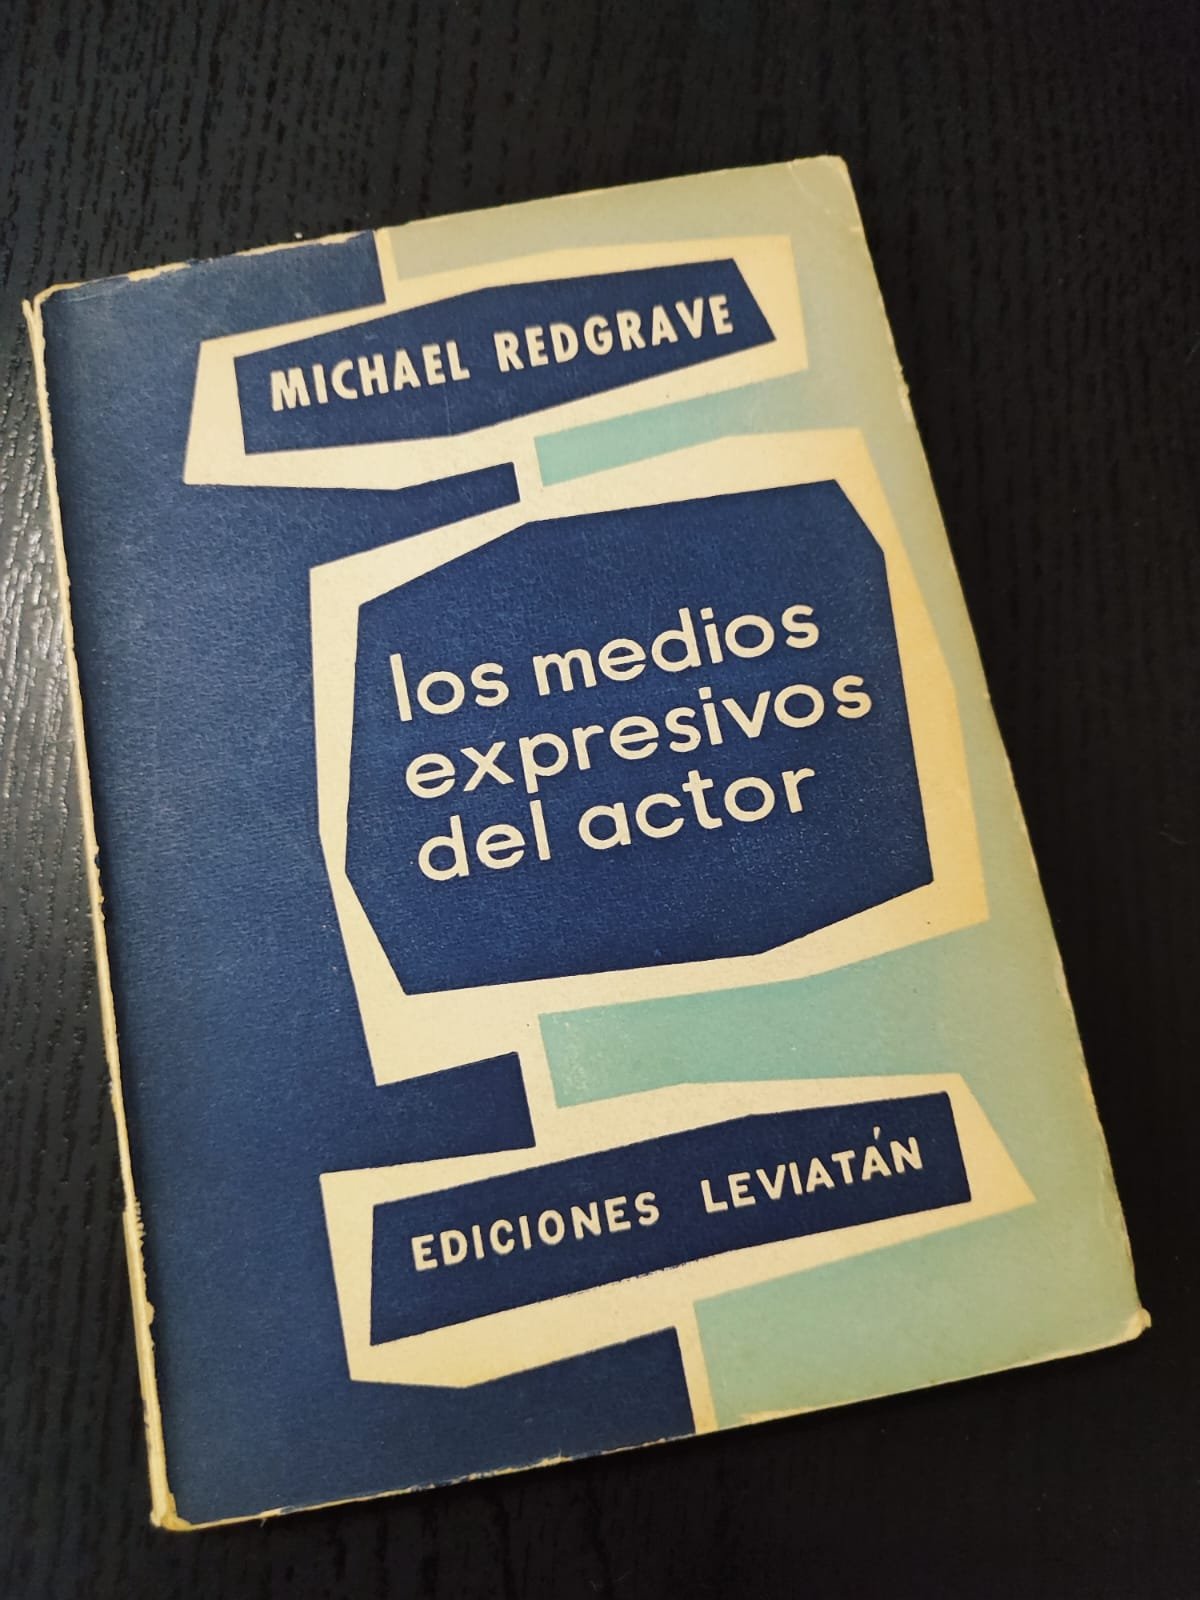 MICHAEL REDGRAVE
los medios
expresivos
del actor
EDICIONES LEVIATÁN